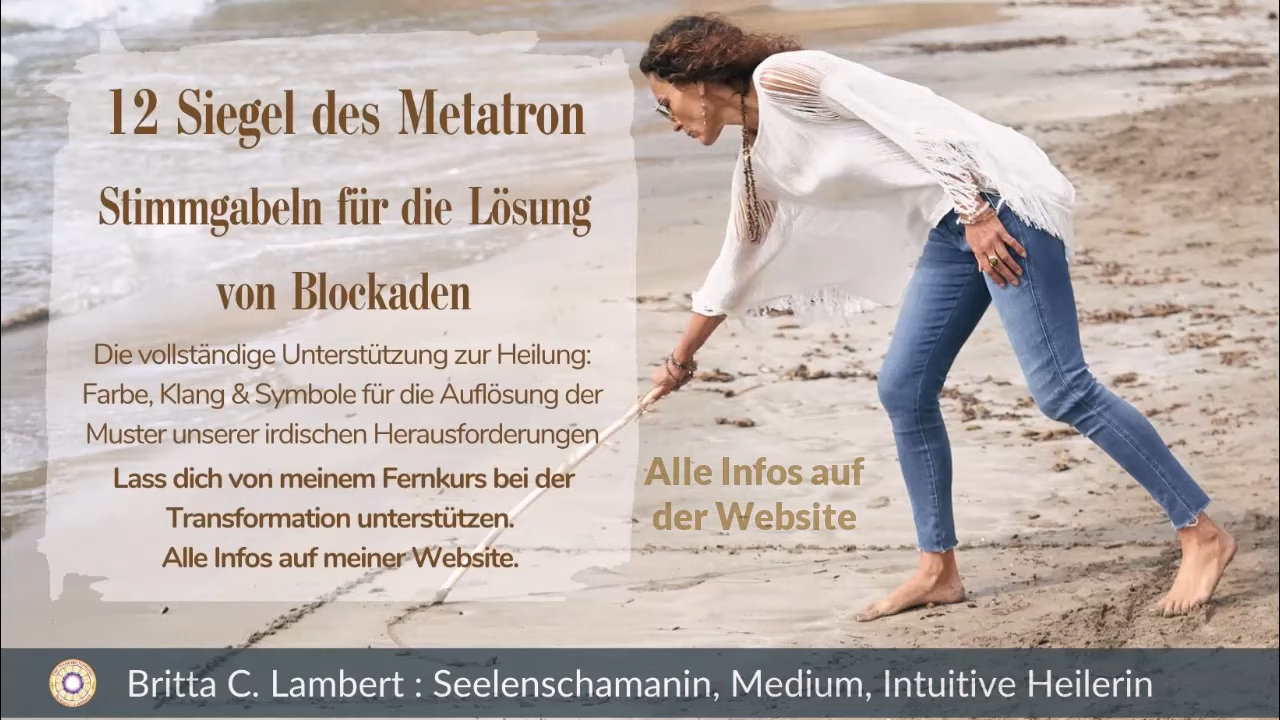 12 Siegel des Metatron
Stimmgabeln für die Lösung
von Blockaden
Die vollständige Unterstützung zur Heilung:
Farbe, Klang & Symbole für die Auflösung der
Muster unserer irdischen Herausforderungen
Lass dich von meinem Fernkurs bei der
Transformation unterstützen.
Alle Infos auf meiner Website.
Alle Infos auf
der Website
Britta C. Lambert : Seelenschamanin, Medium, Intuitive Heilerin